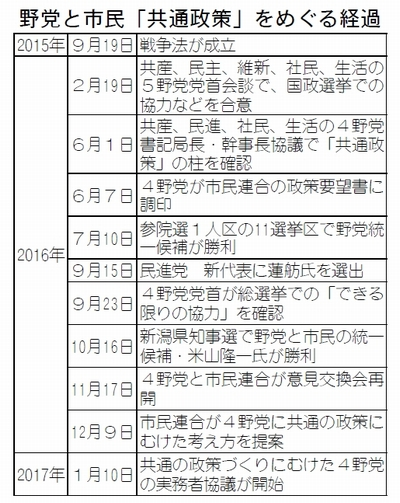 野党と市民「共通政策」をめぐる経過
2015年 9月19日 戦争法が成立
2016年
2月19日 共産、民主、維新、社民、生活の
5野党党首会談で、国政選挙での
協力などを合意
6月1日 共産、民進、社民、生活の4野党
書記局長・幹事長協議で「共通政
策」の柱を確認
6月7日 4野党が市民連合の政策要望書に
調印
7月10日 参院選1人区の11選挙区で野党統
一候補が勝利
9月15日 民進党　新代表に蓮舫氏を選出
9月23日 4野党党首が総選挙での「できる
限りの協力」を確認
10月16日 新潟県知事選で野党と市民の統一
候補・米山隆一氏が勝利
11月17日 4野党と市民連合が意見交換会再
開
12月9日 市民連合が4野党に共通の政策に
むけた考え方を提案
2017年 1月10日 共通の政策づくりにむけた4野党
の実務者協議が開始